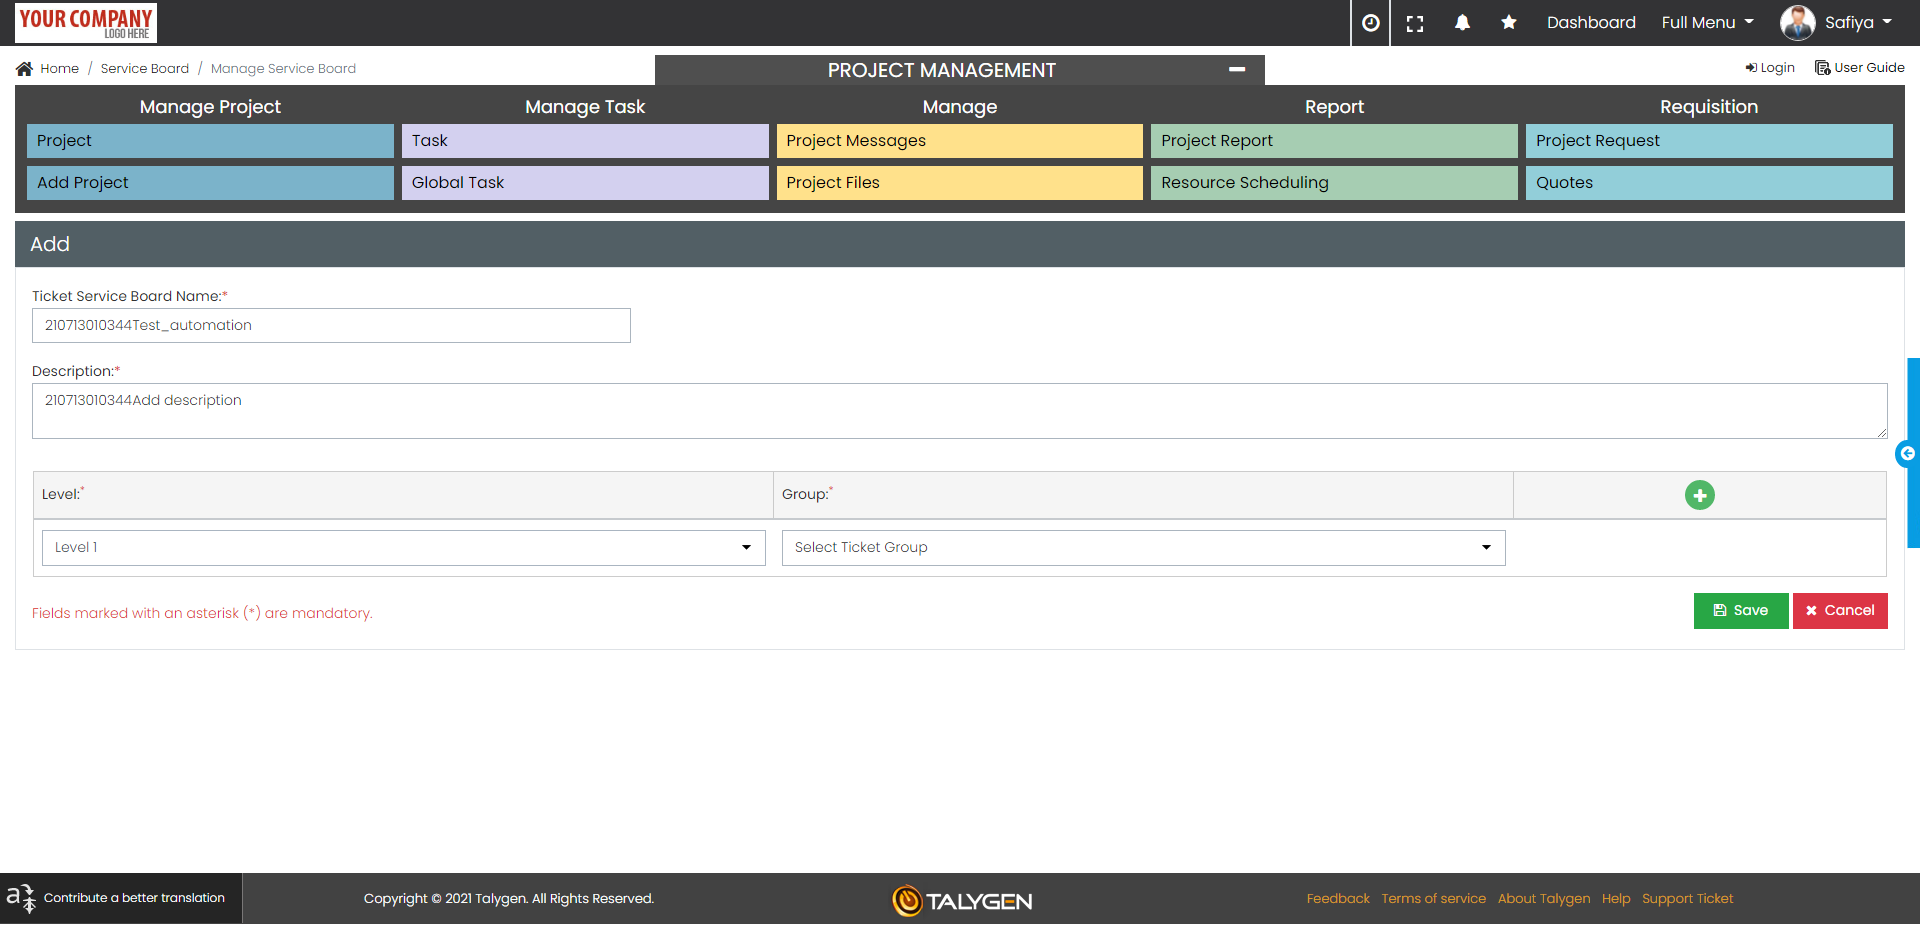 YOUR COMPANY
LOGO HERE
Dashboard
Full Menu
Safiya
Home / Service Board / Manage Service Board
PROJECT MANAGEMENT
Login
User Guide
Manage Project
Manage Task
Manage
Report
Requisition
Project
Task
Project Messages
Project Report
Project Request
Add Project
Global Task
Project Files
Resource Scheduling
Quotes
Add
Ticket Service Board Name:*
210713010344Test_automation
Description:*
210713010344Add description
Level:*
Group:*
Level 1
Select Ticket Group
Fields marked with an asterisk (*) are mandatory.
Save
Cancel
Contribute a better translation
Copyright © 2021 Talygen. All Rights Reserved.
TALYGEN
Feedback
Terms of service
About Talygen
Help
Support Ticket